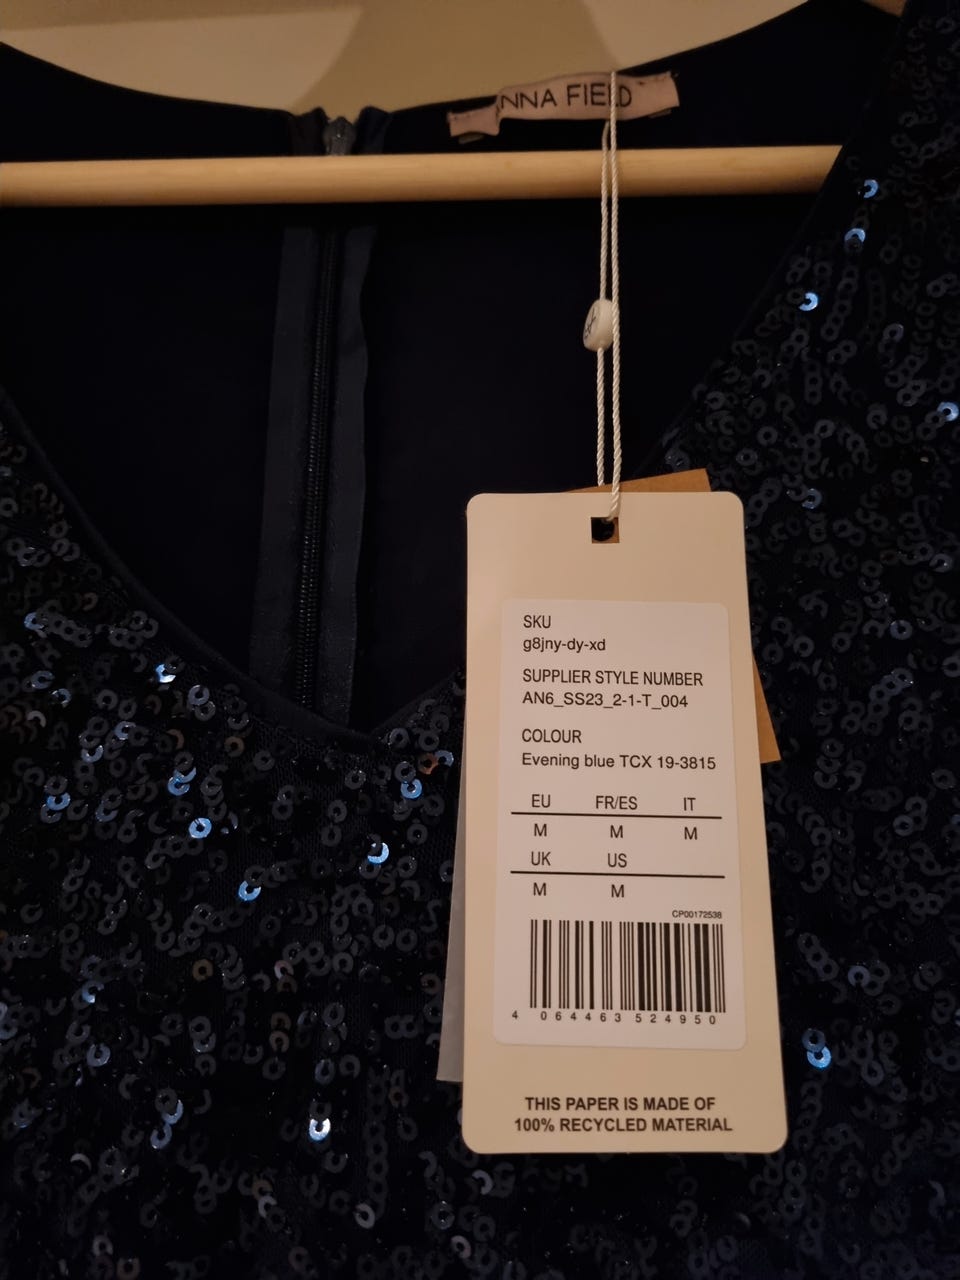 NNA FIELD
SKU
g8jny-dy-xd
SUPPLIER STYLE NUMBER
AN6_SS23_2-1-T_004
COLOUR
Evening blue TCX 19-3815
EU FR/ES IT
M M M
UK US
M M
CP00172538
4 064463 524950
THIS PAPER IS MADE OF
100% RECYCLED MATERIAL